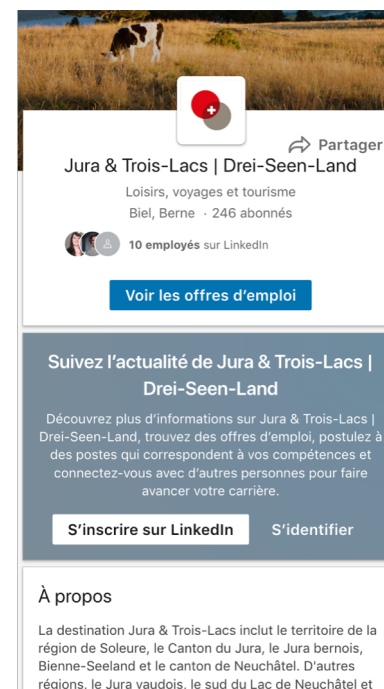 Partager
Jura & Trois-Lacs | Drei-Seen-Land
Loisirs, voyages et tourisme
Biel, Berne · 246 abonnés
10 employés sur LinkedIn
Voir les offres d’emploi
Suivez l’actualité de Jura & Trois-Lacs |
Drei-Seen-Land
Découvrez plus d’informations sur Jura & Trois-Lacs |
Drei-Seen-Land, trouvez des offres d’emploi, postulez à
des postes qui correspondent à vos compétences et
connectez-vous avec d’autres personnes pour faire
avancer votre carrière.
S’inscrire sur LinkedIn
S’identifier
À propos
La destination Jura & Trois-Lacs inclut le territoire de la
région de Soleure, le Canton du Jura, le Jura bernois,
Bienne-Seeland et le canton de Neuchâtel. D'autres
régions, le Jura vaudois, le sud du Lac de Neuchâtel et